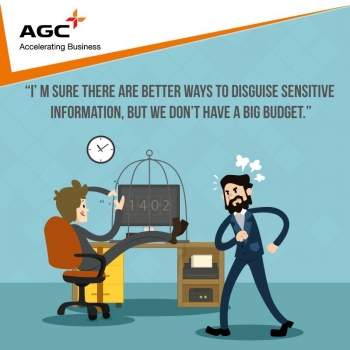 AGC
Accelerating Business
“I’ M SURE THERE ARE BETTER WAYS TO DISGUISE SENSITIVE
INFORMATION, BUT WE DON’T HAVE A BIG BUDGET.”
1402